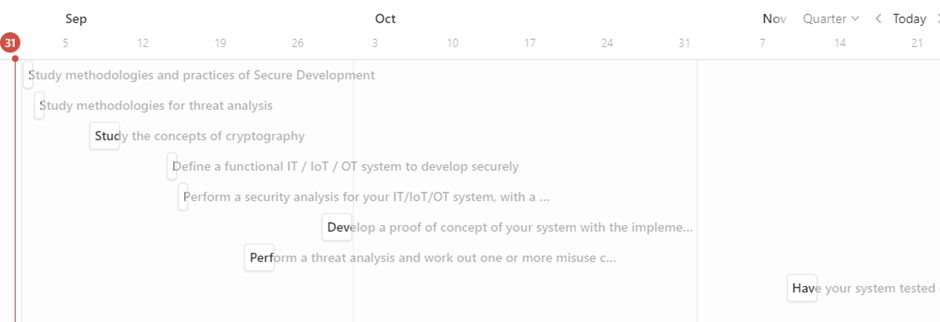 Sep Oct Nov Quarter Today
31 5 12 19 26 3 10 17 24 31 7 14 21
Study methodologies and practices of Secure Development
Study methodologies for threat analysis
Study the concepts of cryptography
Define a functional IT / IoT / OT system to develop securely
Perform a security analysis for your IT/IoT/OT system, with a ...
Develop a proof of concept of your system with the impleme...
Perform a threat analysis and work out one or more misuse c...
Have your system tested